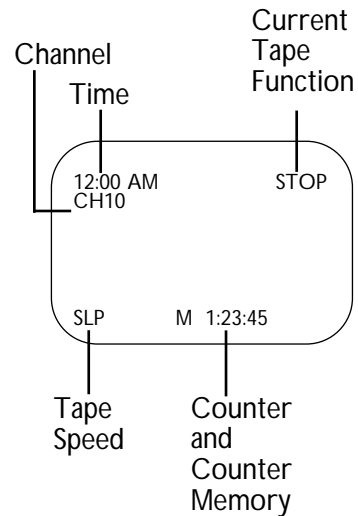 Current
Tape
Function
Channel
Time
12:00 AM
STOP
CH10
SLP
M 1:23:45
Tape
Speed
Counter
and
Counter
Memory